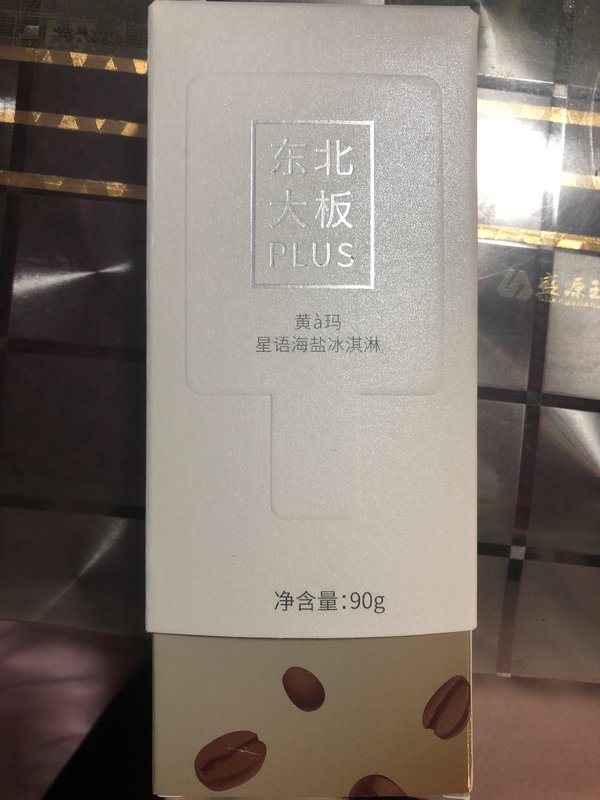 东北
大板
PLUS
黄à玛
星语海盐冰淇淋
净含量:90g